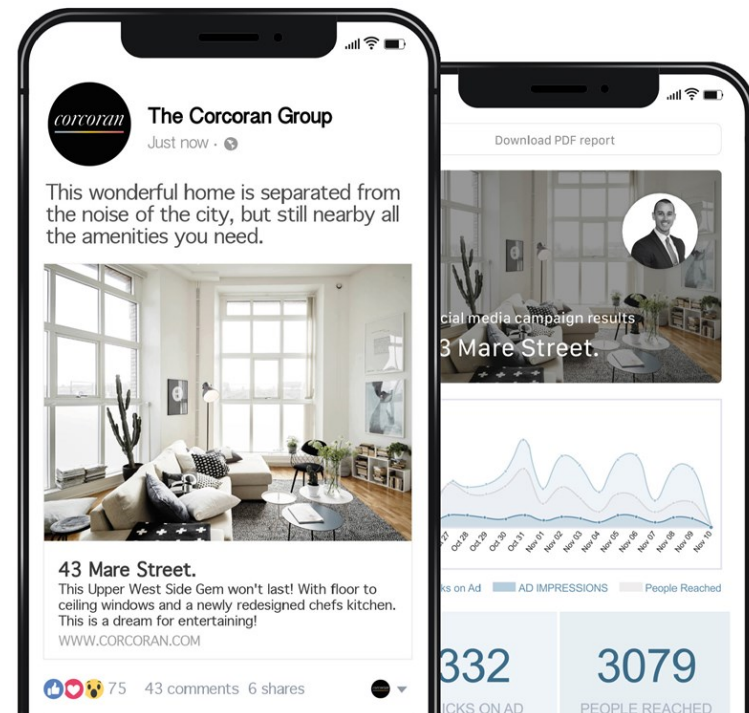 corcoran
The Corcoran Group
Just now ·
This wonderful home is separated from
the noise of the city, but still nearby all
the amenities you need.
43 Mare Street.
This Upper West Side Gem won't last! With floor to
ceiling windows and a newly redesigned chefs kitchen.
This is a dream for entertaining!
WWW.CORCORAN.COM
75 43 comments 6 shares
Download PDF report
cial media campaign results
3 Mare Street.
27 Oct 28 Oct 29 Oct 30 Oct 31 Nov 01 Nov 02 Nov 03 Nov 04 Nov 05 Nov 06 Nov 07 Nov 08 Nov 09 Nov 10
ks on Ad AD IMPRESSIONS People Reached
332 3079
ICKS ON AD PEOPLE REACHED